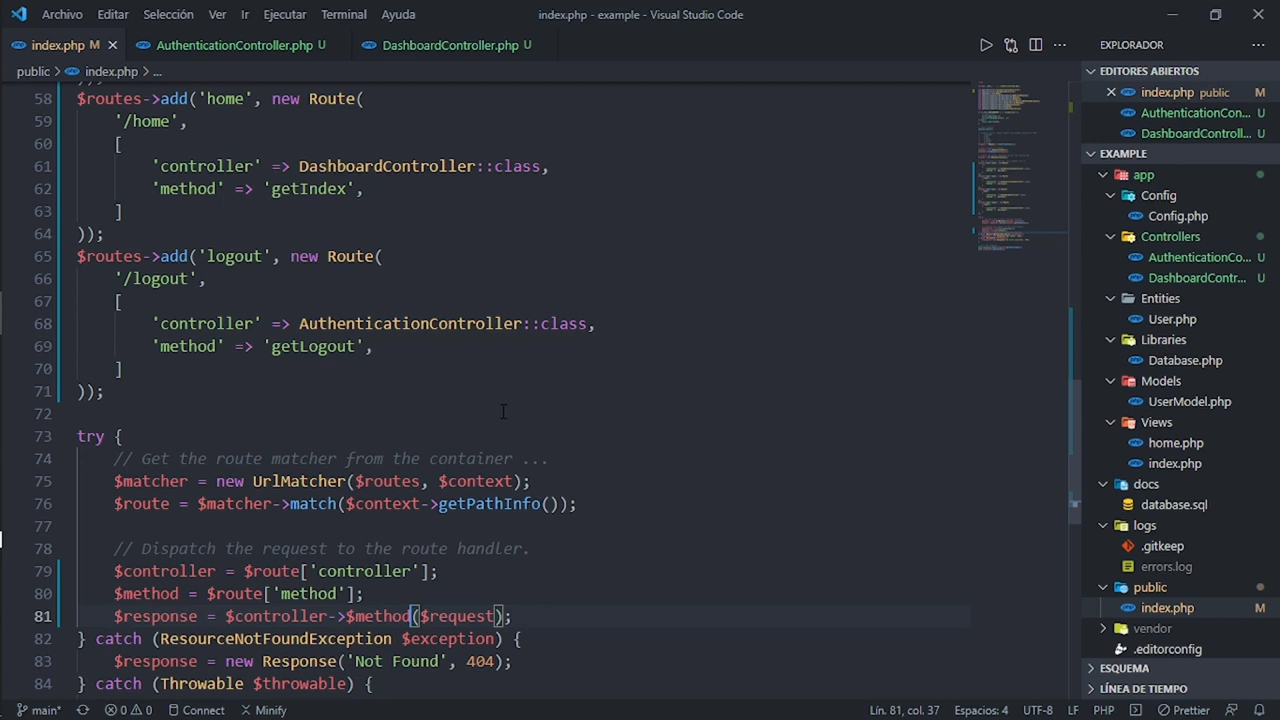 Archivo Editar Selección Ver Ir Ejecutar Terminal Ayuda index.php - example - Visual Studio Code
index.php M AuthenticationController.php U DashboardController.php U
public index.php ...
58 $routes->add('home', new Route(
59 '/home',
60 [
61 'controller' => DashboardController::class,
62 'method' => 'getIndex',
63 ]
64 ));
65 $routes->add('logout', new Route(
66 '/logout',
67 [
68 'controller' => AuthenticationController::class,
69 'method' => 'getLogout',
70 ]
71 ));
72
73 try {
74 // Get the route matcher from the container ...
75 $matcher = new UrlMatcher($routes, $context);
76 $route = $matcher->match($context->getPathInfo());
77
78 // Dispatch the request to the route handler.
79 $controller = $route['controller'];
80 $method = $route['method'];
81 $response = $controller->$method($request);
82 } catch (ResourceNotFoundException $exception) {
83 $response = new Response('Not Found', 404);
84 } catch (Throwable $throwable) {
EXPLORADOR
EDITORES ABIERTOS
index.php public M
AuthenticationCon... U
DashboardControll... U
EXAMPLE
app
Config
Config.php
Controllers
AuthenticationCo... U
DashboardContr... U
Entities
User.php
Libraries
Database.php
Models
UserModel.php
Views
home.php
index.php
docs
database.sql
logs
.gitkeep
errors.log
public
index.php M
vendor
.editorconfig
ESQUEMA
LÍNEA DE TIEMPO
main* 0 0 Connect Minify Lín. 81, col. 37 Espacios: 4 UTF-8 LF PHP Prettier